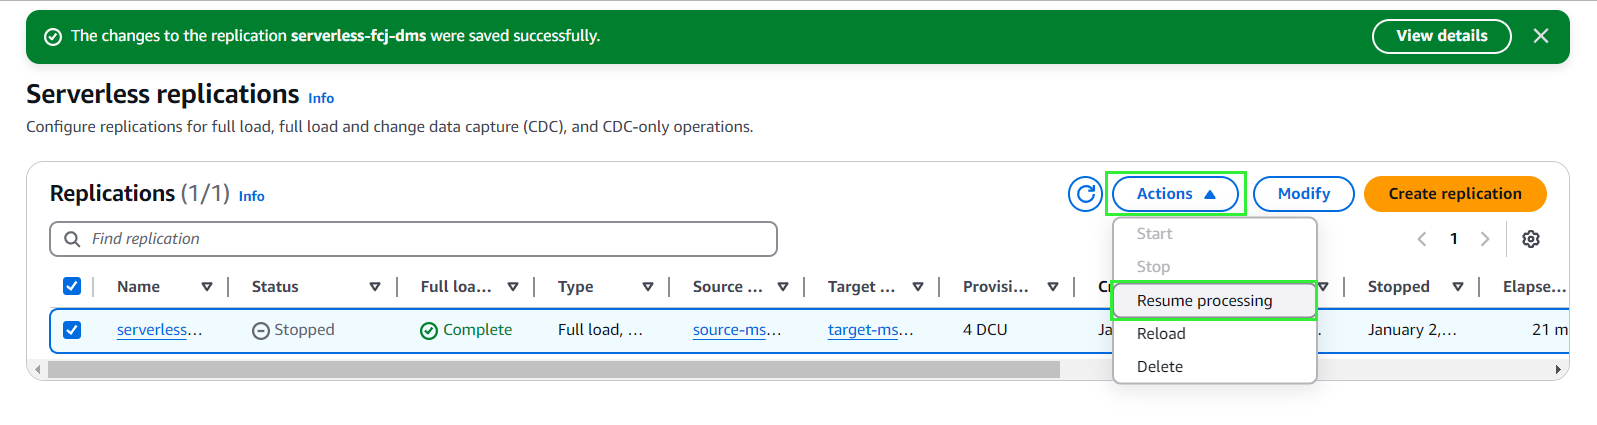 The changes to the replication serverless-fcj-dms were saved successfully. View details
Serverless replications Info
Configure replications for full load, full load and change data capture (CDC), and CDC-only operations.
Replications (1/1) Info Actions Modify Create replication
Find replication 1
Start
Stop
Name Status Full loa... Type Source ... Target ... Provisi... Stopped Elapse...
Resume processing
serverless... Stopped Complete Full load, ... source-ms... target-ms... 4 DCU Ja January 2,... 21 m
Reload
Delete